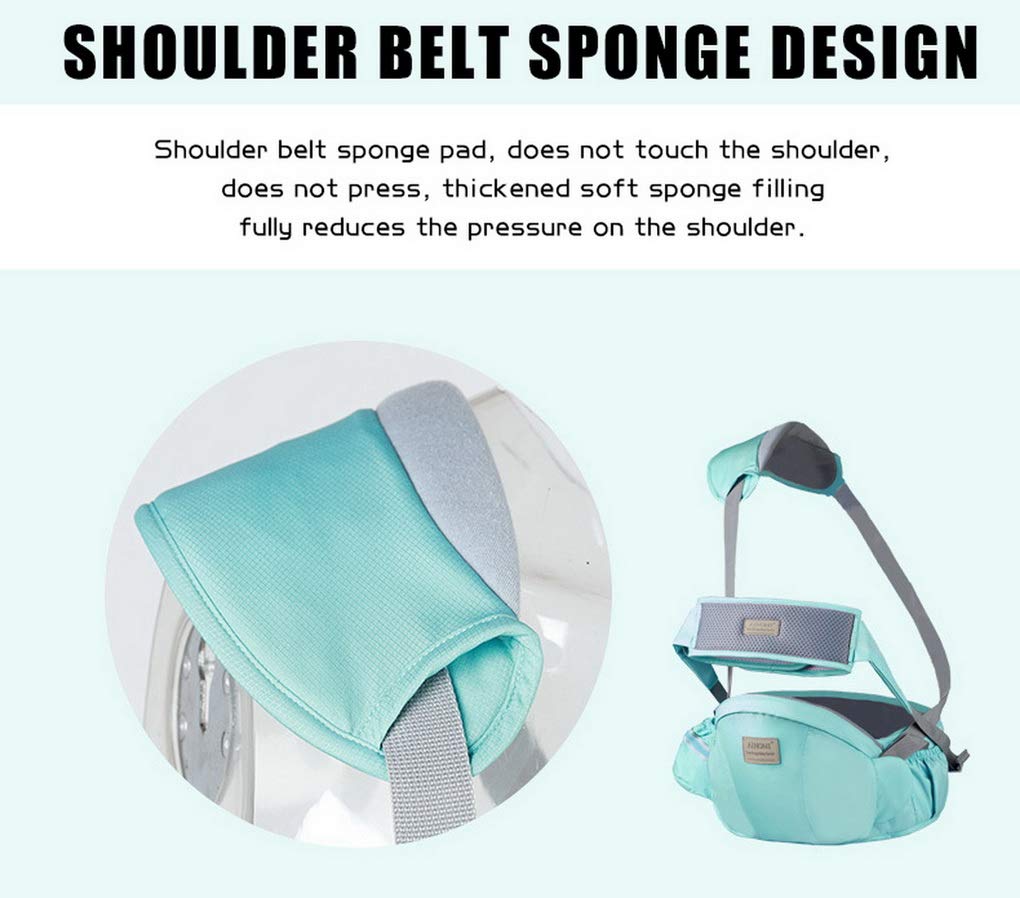 SHOULDER BELT SPONGE DESIGN
Shoulder belt sponge pad, does not touch the shoulder,
does not press, thickened soft sponge filling
fully reduces the pressure on the shoulder.
AIHOME